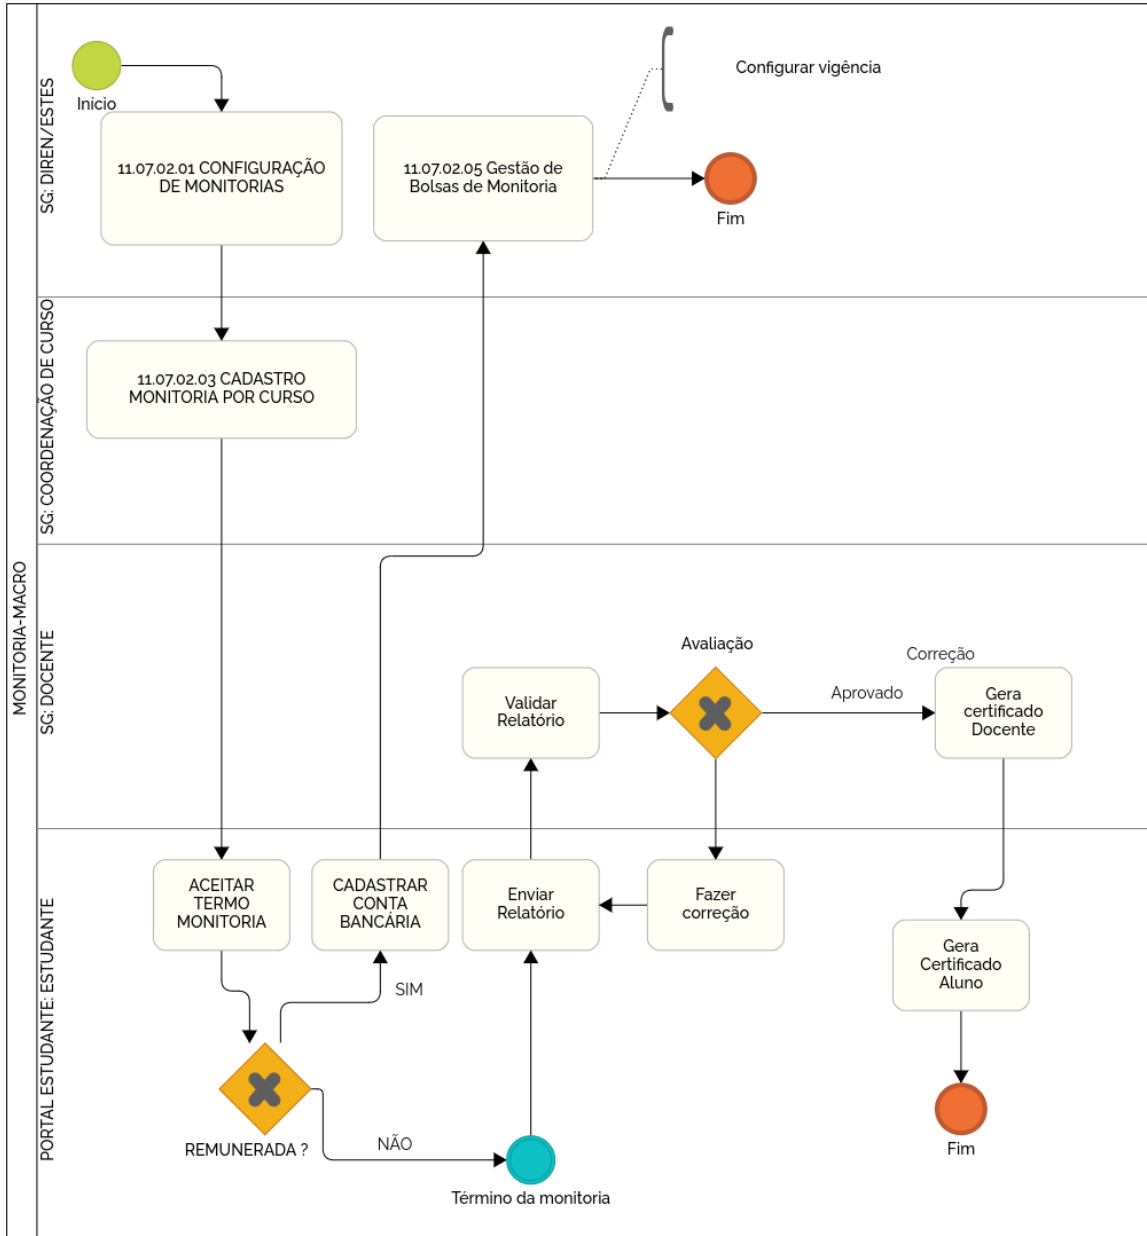 MONITORIA-MACRO
SG: DIREN/ESTES
Início
11.07.02.01 CONFIGURAÇÃO
DE MONITORIAS
11.07.02.05 Gestão de
Bolsas de Monitoria
Configurar vigência
Fim
SG: COORDENAÇÃO DE CURSO
11.07.02.03 CADASTRO
MONITORIA POR CURSO
SG: DOCENTE
Validar
Relatório
Avaliação
Aprovado
Correção
Gera
certificado
Docente
PORTAL ESTUDANTE: ESTUDANTE
ACEITAR
TERMO
MONITORIA
CADASTRAR
CONTA
BANCÁRIA
Enviar
Relatório
Fazer
correção
Gera
Certificado
Aluno
SIM
REMUNERADA ?
NÃO
Término da monitoria
Fim